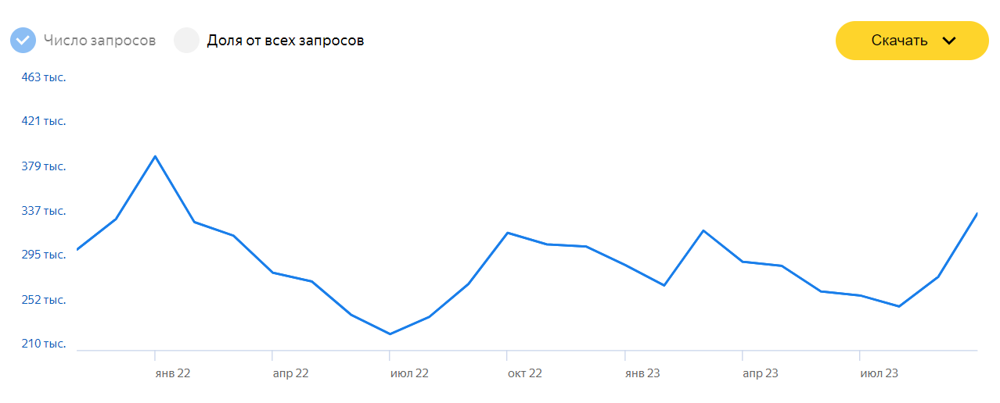 Число запросов Доля от всех запросов Скачать
463 тыс.
421 тыс.
379 тыс.
337 тыс.
295 тыс.
252 тыс.
210 тыс.
янв 22 апр 22 июл 22 окт 22 янв 23 апр 23 июл 23